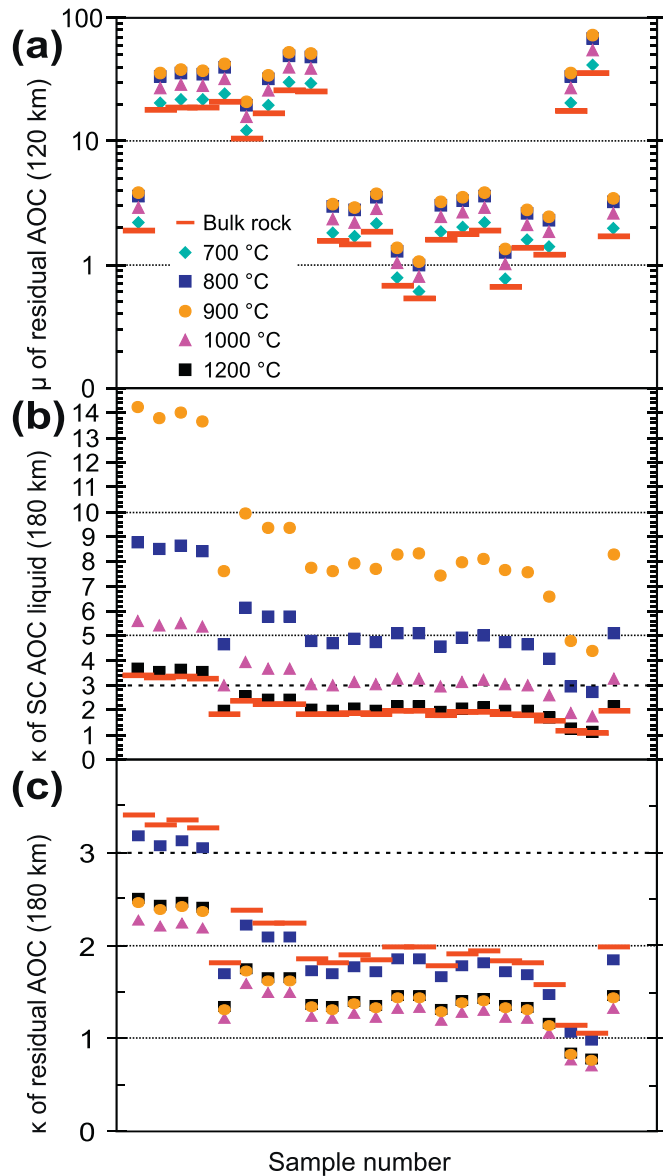 (a)
μ of residual AOC (120 km)
100
10
1
0
Bulk rock
700 °C
800 °C
900 °C
1000 °C
1200 °C
(b)
κ of SC AOC liquid (180 km)
14
13
12
11
10
9
8
7
6
5
4
3
2
1
0
(c)
κ of residual AOC (180 km)
3
2
1
0
Sample number